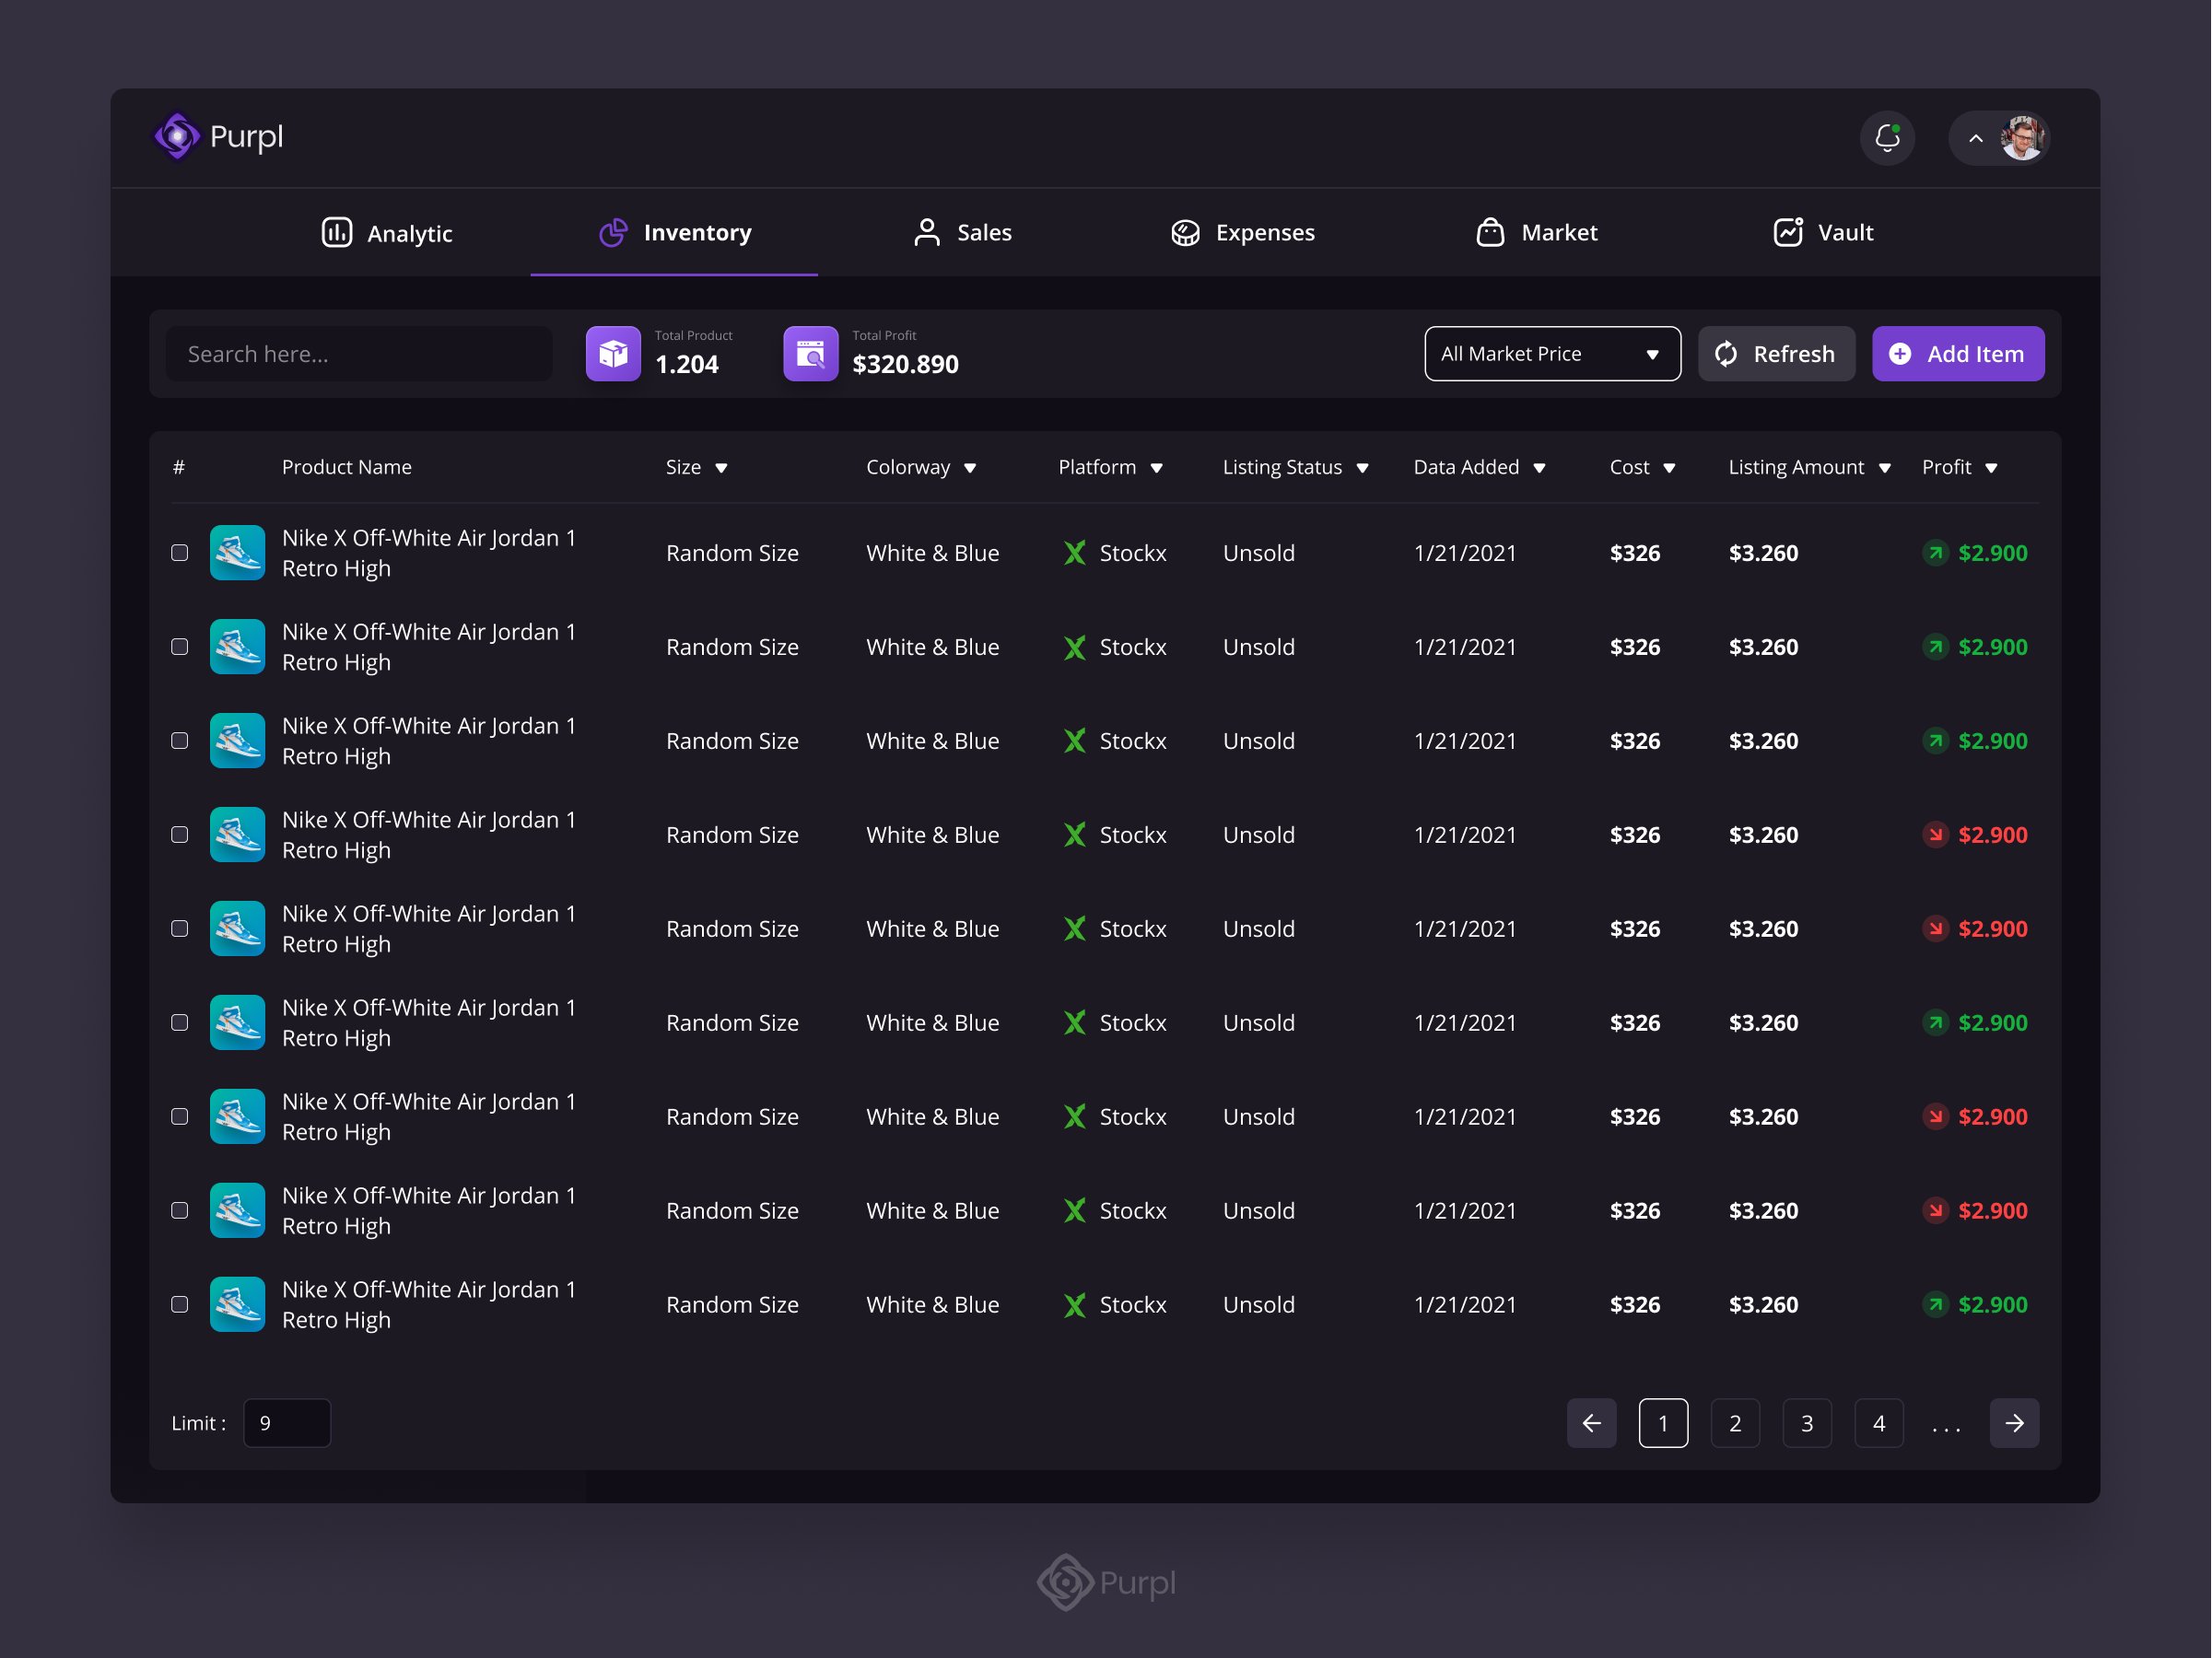 Purpl
Analytic
Inventory
Sales
Expenses
Market
Vault
Search here...
Total Product
1.204
Total Profit
$320.890
All Market Price
Refresh
Add Item
# Product Name Size Colorway Platform Listing Status Data Added Cost Listing Amount Profit
Nike X Off-White Air Jordan 1
Retro High
Random Size White & Blue Stockx Unsold 1/21/2021 $326 $3.260 $2.900
Nike X Off-White Air Jordan 1
Retro High
Random Size White & Blue Stockx Unsold 1/21/2021 $326 $3.260 $2.900
Nike X Off-White Air Jordan 1
Retro High
Random Size White & Blue Stockx Unsold 1/21/2021 $326 $3.260 $2.900
Nike X Off-White Air Jordan 1
Retro High
Random Size White & Blue Stockx Unsold 1/21/2021 $326 $3.260 $2.900
Nike X Off-White Air Jordan 1
Retro High
Random Size White & Blue Stockx Unsold 1/21/2021 $326 $3.260 $2.900
Nike X Off-White Air Jordan 1
Retro High
Random Size White & Blue Stockx Unsold 1/21/2021 $326 $3.260 $2.900
Nike X Off-White Air Jordan 1
Retro High
Random Size White & Blue Stockx Unsold 1/21/2021 $326 $3.260 $2.900
Nike X Off-White Air Jordan 1
Retro High
Random Size White & Blue Stockx Unsold 1/21/2021 $326 $3.260 $2.900
Nike X Off-White Air Jordan 1
Retro High
Random Size White & Blue Stockx Unsold 1/21/2021 $326 $3.260 $2.900
Limit : 9
1 2 3 4 ...
Purpl